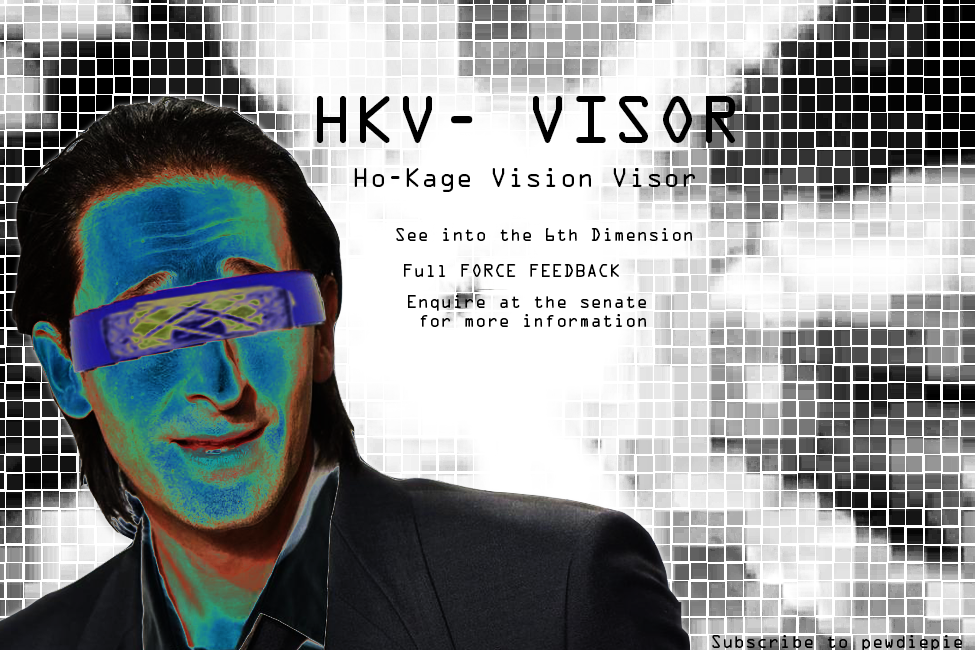 HKV- VISOR
Ho-Kage Vision Visor
See into the 6th Dimension
Full FORCE FEEDBACK
Enquire at the senate
for more information
Subscribe to pewdiepie